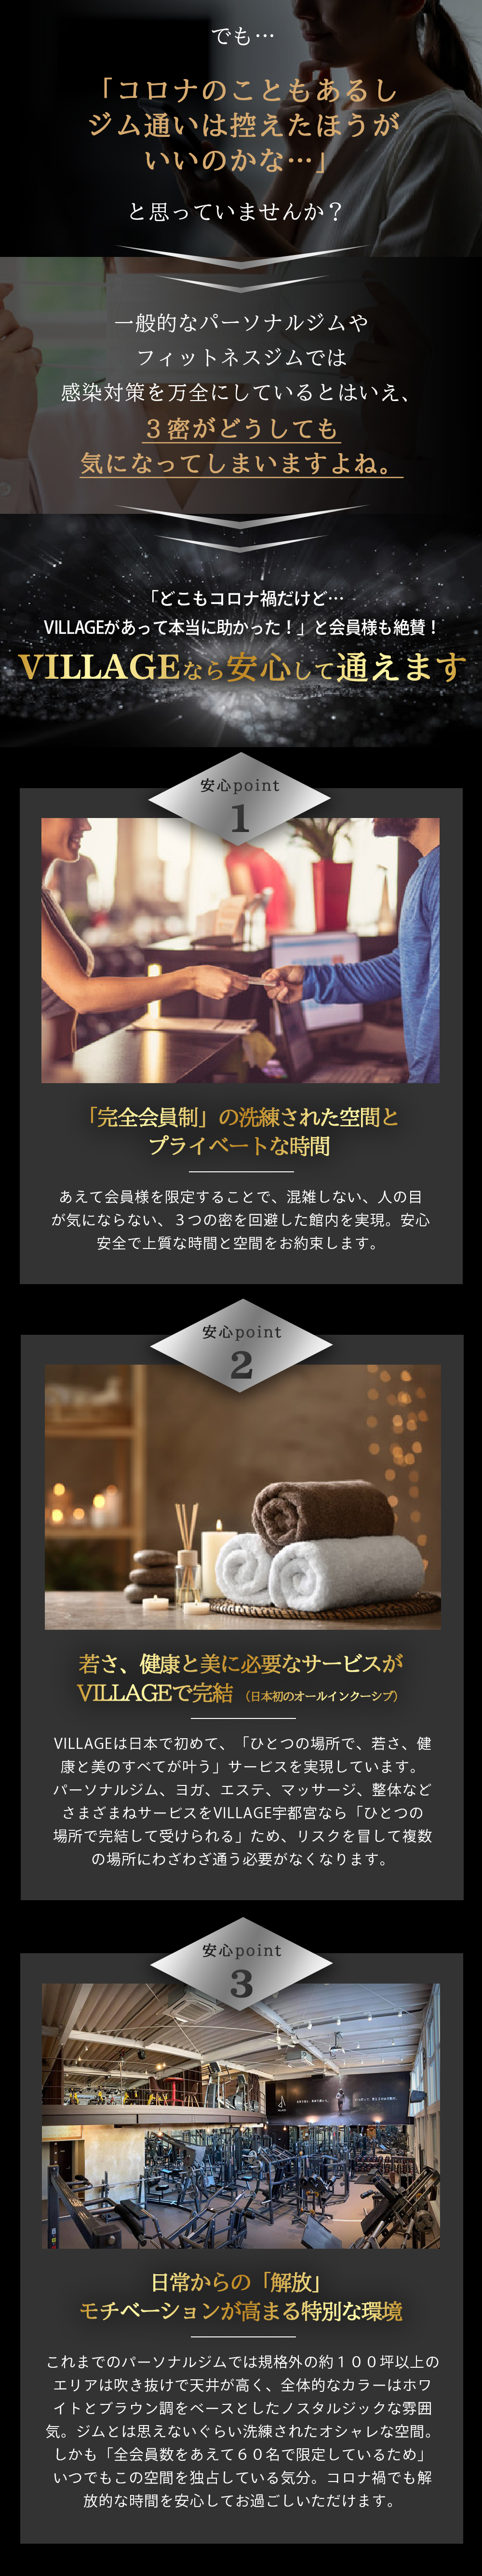 でも…
「コロナのこともあるし
ジム通いは控えたほうが
いいのかな…」
と思っていませんか？
一般的なパーソナルジムや
フィットネスジムでは
感染対策を万全にしているとはいえ、
３密がどうしても
気になってしまいますよね。
「どこもコロナ禍だけど…
VILLAGEがあって本当に助かった！」と会員様も絶賛！
VILLAGEなら安心して通えます
安心point
1
「完全会員制」の洗練された空間と
プライベートな時間
あえて会員様を限定することで、混雑しない、人の目
が気にならない、３つの密を回避した館内を実現。安心
安全で上質な時間と空間をお約束します。
安心point
2
若さ、健康と美に必要なサービスが
VILLAGEで完結 （日本初のオールインクーシブ）
VILLAGEは日本で初めて、「ひとつの場所で、若さ、健
康と美のすべてが叶う」サービスを実現しています。
パーソナルジム、ヨガ、エステ、マッサージ、整体など
さまざまねサービスをVILLAGE宇都宮なら「ひとつの
場所で完結して受けられる」ため、リスクを冒して複数
の場所にわざわざ通う必要がなくなります。
安心point
3
日常からの「解放」
モチベーションが高まる特別な環境
これまでのパーソナルジムでは規格外の約１００坪以上の
エリアは吹き抜けで天井が高く、全体的なカラーはホワ
イトとブラウン調をベースとしたノスタルジックな雰囲
気。ジムとは思えないぐらい洗練されたオシャレな空間。
しかも「全会員数をあえて６０名で限定しているため」
いつでもこの空間を独占している気分。コロナ禍でも解
放的な時間を安心してお過ごしいただけます。